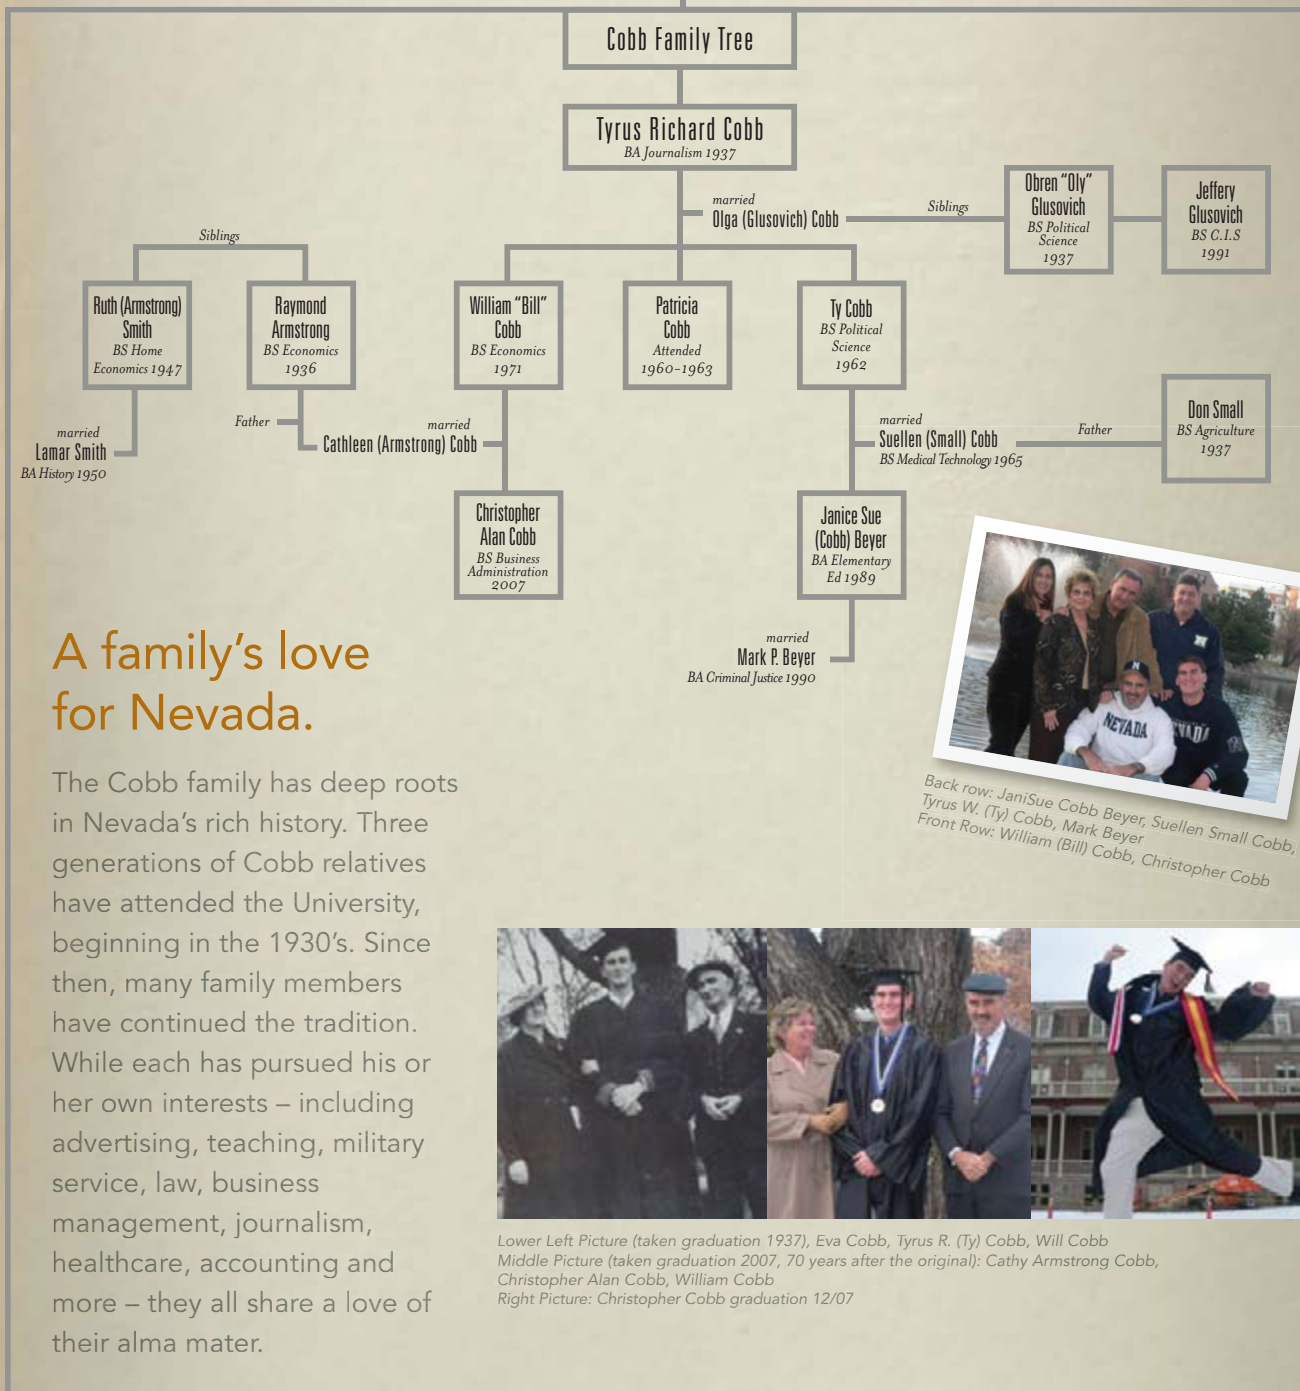 Cobb Family Tree
Tyrus Richard Cobb
BA Journalism 1937
married
Olga (Glusovich) Cobb
Siblings
Obren “Oly”
Glusovich
BS Political
Science
1937
Jeffery
Glusovich
BS C.I.S
1991
Siblings
Ruth (Armstrong)
Smith
BS Home
Economics 1947
Raymond
Armstrong
BS Economics
1936
William “Bill”
Cobb
BS Economics
1971
Patricia
Cobb
Attended
1960-1963
Ty Cobb
BS Political
Science
1962
married
Lamar Smith
BA History 1950
Father
married
Cathleen (Armstrong) Cobb
married
Suellen (Small) Cobb
BS Medical Technology 1965
Father
Don Small
BS Agriculture
1937
Christopher
Alan Cobb
BS Business
Administration
2007
Janice Sue
(Cobb) Beyer
BA Elementary
Ed 1989
married
Mark P. Beyer
BA Criminal Justice 1990
A family’s love
for Nevada.
The Cobb family has deep roots
in Nevada’s rich history. Three
generations of Cobb relatives
have attended the University,
beginning in the 1930’s. Since
then, many family members
have continued the tradition.
While each has pursued his or
her own interests – including
advertising, teaching, military
service, law, business
management, journalism,
healthcare, accounting and
more – they all share a love of
their alma mater.
N
NEVADA
NEVADA
N
Back row: JaniSue Cobb Beyer, Suellen Small Cobb,
Tyrus W. (Ty) Cobb, Mark Beyer
Front Row: William (Bill) Cobb, Christopher Cobb
Lower Left Picture (taken graduation 1937), Eva Cobb, Tyrus R. (Ty) Cobb, Will Cobb
Middle Picture (taken graduation 2007, 70 years after the original): Cathy Armstrong Cobb,
Christopher Alan Cobb, William Cobb
Right Picture: Christopher Cobb graduation 12/07